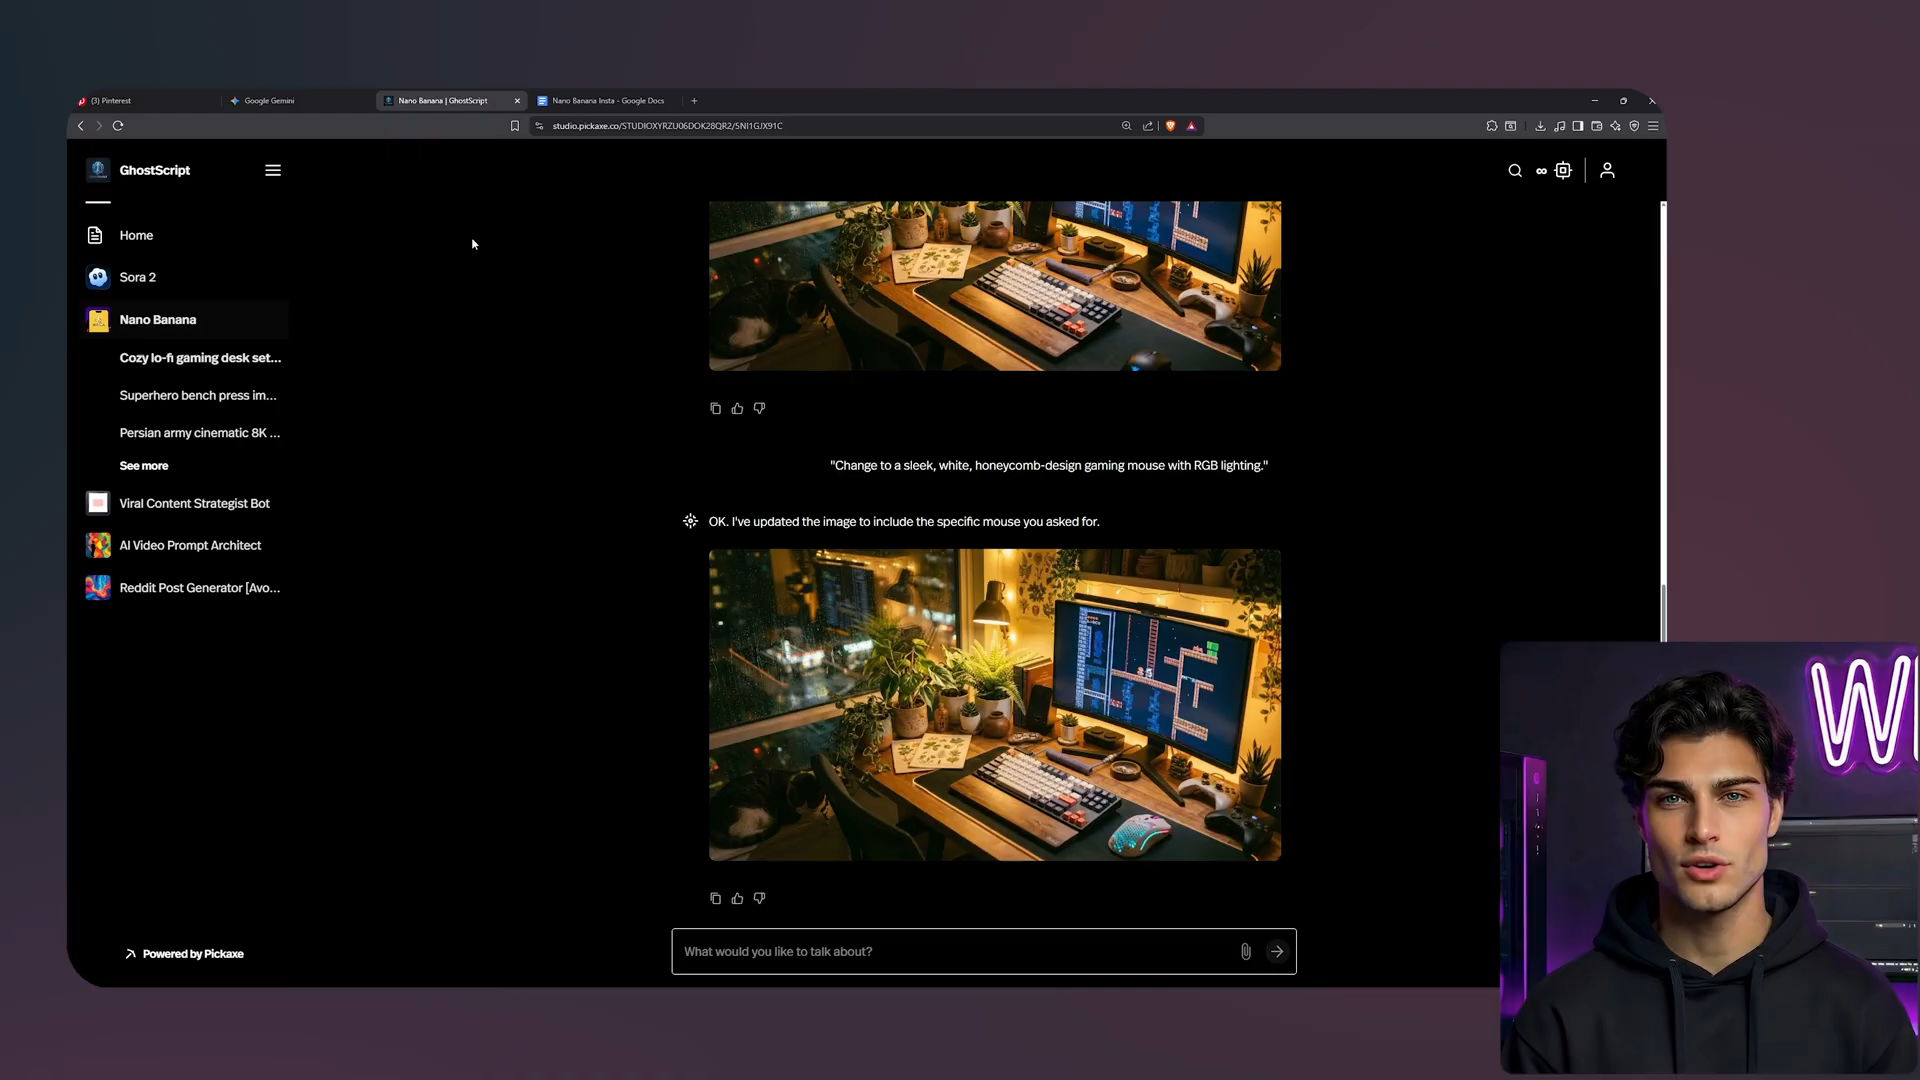 (3) Pinterest
Google Gemini
Nano Banana | GhostScript
Nano Banana Insta - Google Docs
studio.pickaxe.co/STUDIOXYRZU06DOK28QR2/5NI1GJX91C
GhostScript
Home
Sora 2
Nano Banana
Cozy lo-fi gaming desk set...
Superhero bench press im...
Persian army cinematic 8K ...
See more
Viral Content Strategist Bot
AI Video Prompt Architect
Reddit Post Generator [Avo...
Powered by Pickaxe
"Change to a sleek, white, honeycomb-design gaming mouse with RGB lighting."
OK. I've updated the image to include the specific mouse you asked for.
What would you like to talk about?